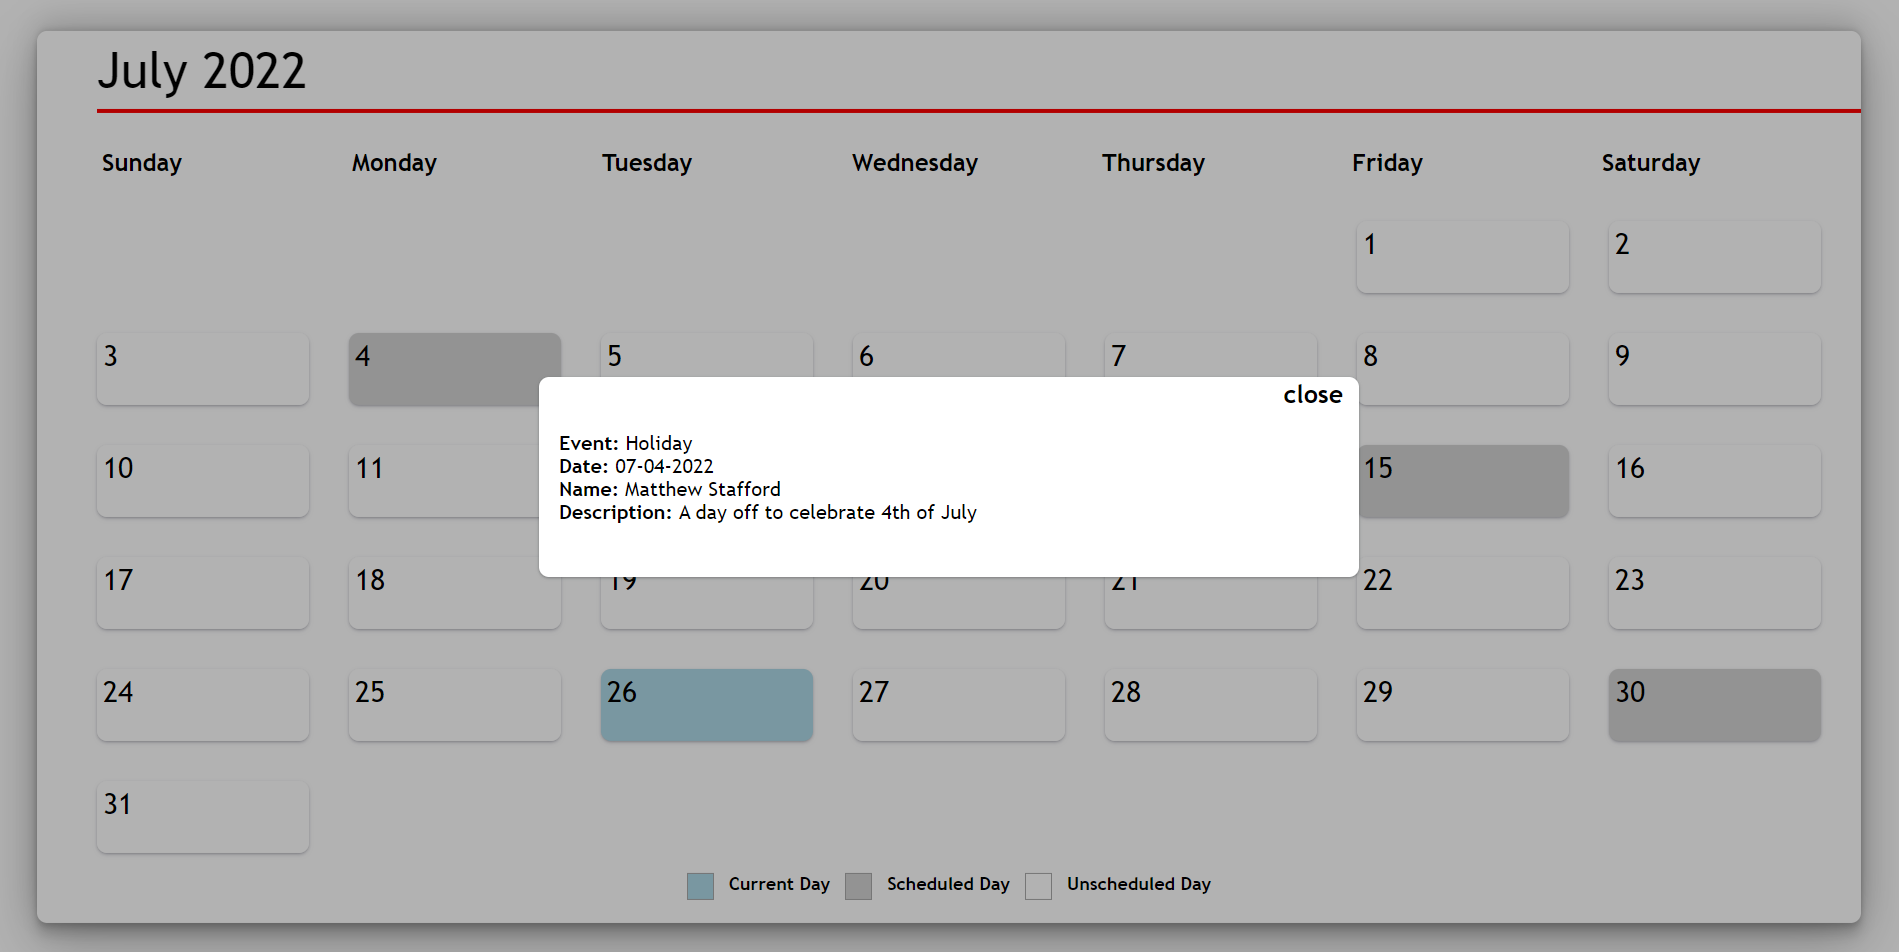 July 2022
Sunday Monday Tuesday Wednesday Thursday Friday Saturday
1 2
3 4 5 6 7 8 9
close
Event: Holiday
Date: 07-04-2022
Name: Matthew Stafford
Description: A day off to celebrate 4th of July
10 11 15 16
17 18 19 20 21 22 23
24 25 26 27 28 29 30
31
Current Day Scheduled Day Unscheduled Day